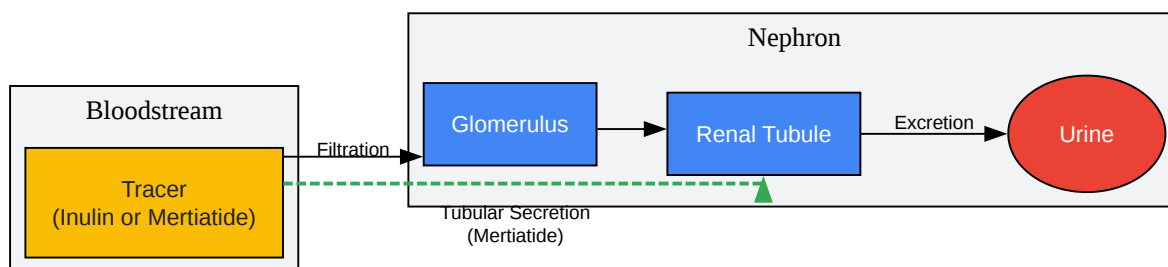 Nephron
Bloodstream
Tracer
(Inulin or Mertiatide)
Filtration
Glomerulus
Renal Tubule
Excretion
Urine
Tubular Secretion
(Mertiatide)